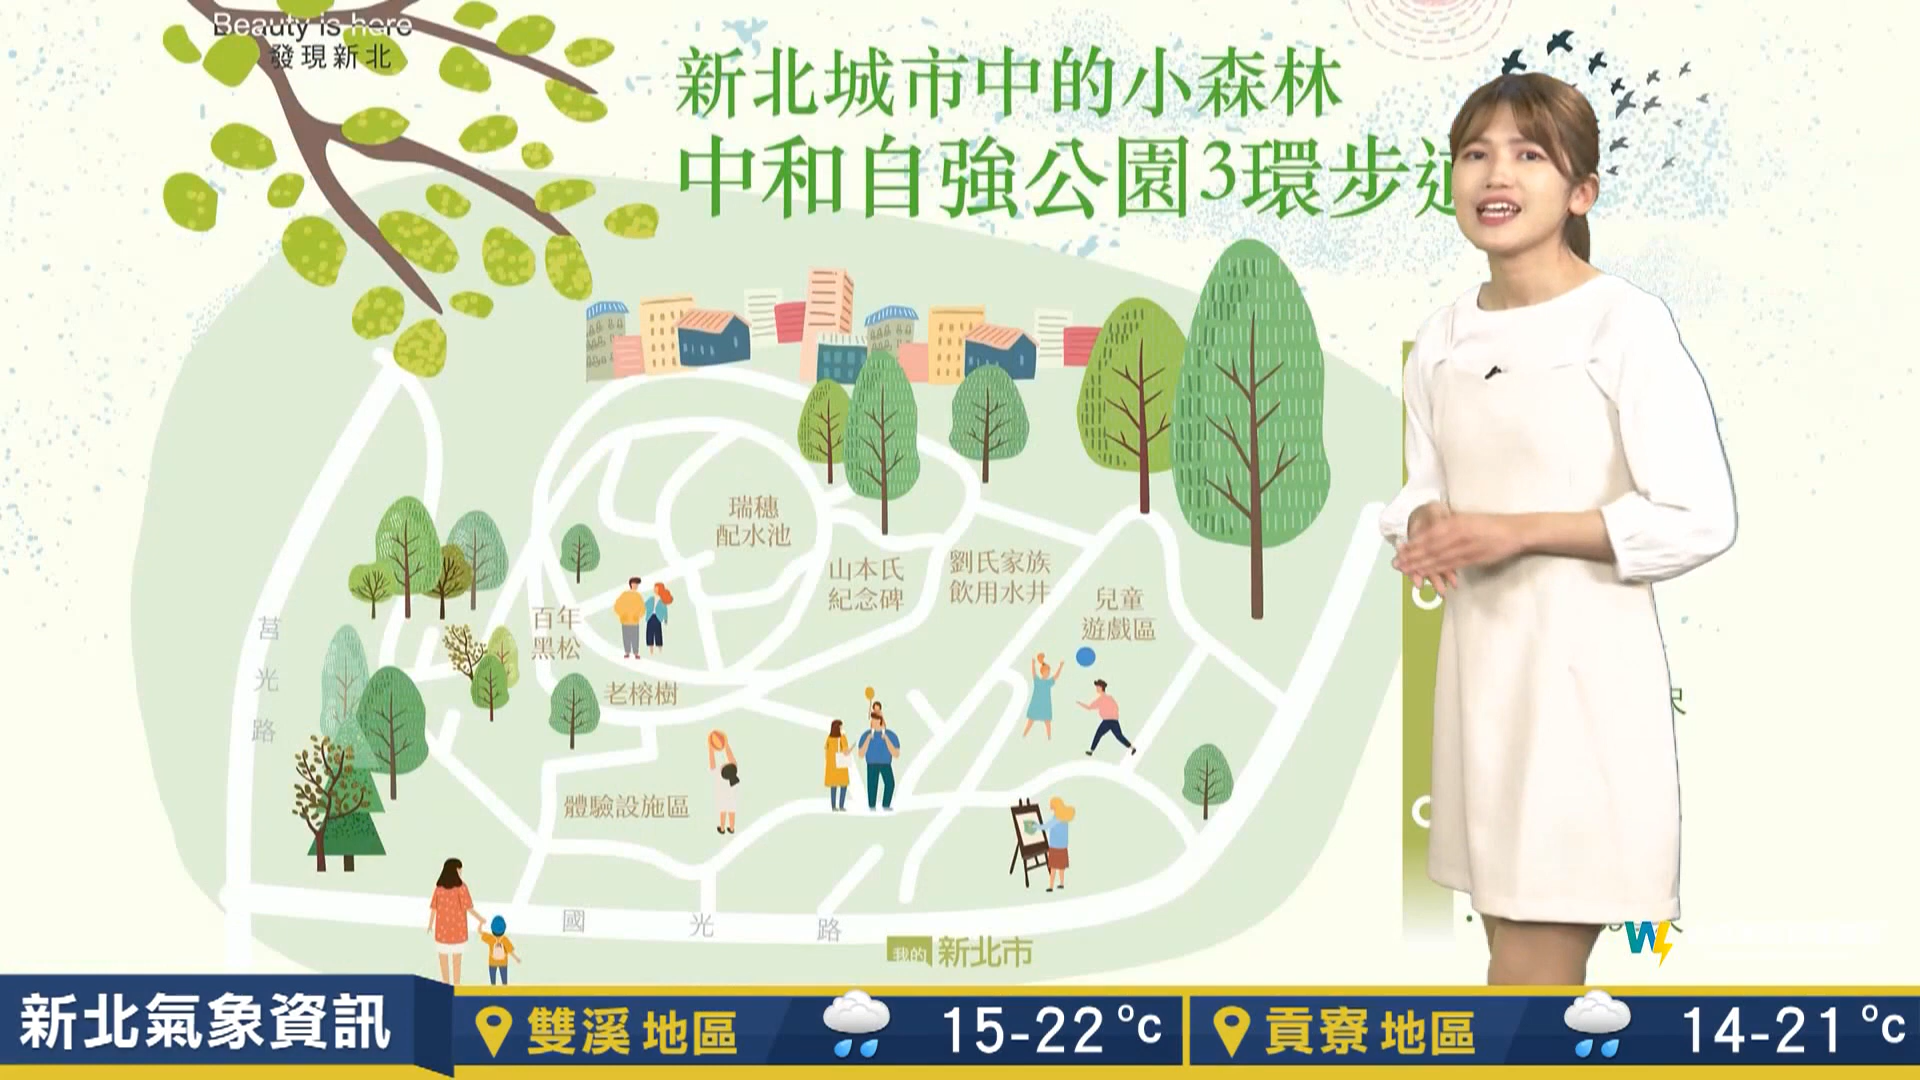 Beauty is here
發現新北
新北城市中的小森林
中和自強公園3環步道
瑞穗
配水池
山本氏
紀念碑
劉氏家族
飲用水井
兒童
遊戲區
百年
黑松
老榕樹
體驗設施區
莒光路
國光路
我的新北市
新北氣象資訊
雙溪地區 15-22°c
貢寮地區 14-21°c